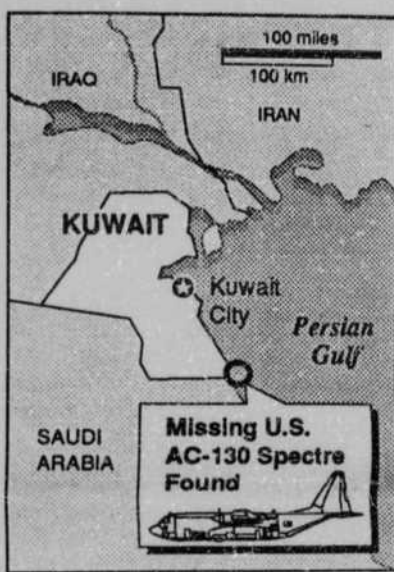 100 miles
100 km
IRAQ
IRAN
KUWAIT
Kuwait
City
Persian
Gulf
SAUDI
ARABIA
Missing U.S.
AC-130 Spectre
Found